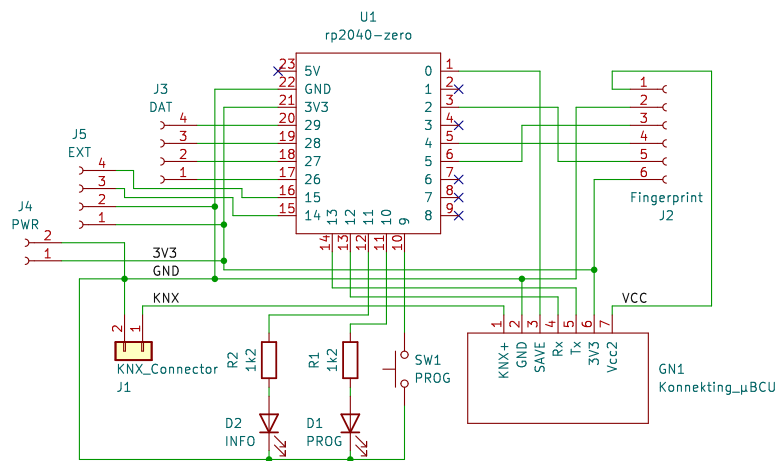 U1
rp2040-zero
23 5V 0 1
22 GND 1 2
21 3V3 2 3
20 29 3 4
19 28 4 5
18 27 5 6
17 26 6 7
16 15 7 8
15 14 8 9
13 12 11 10 9
14 13 12 11 10
J3
DAT
4
3
2
1
J5
EXT
4
3
2
1
J4
PWR
2
1
1
2
3
4
5
6
Fingerprint
J2
3V3
GND
KNX
VCC
2 1
KNX_Connector
J1
R2
1k2
R1
1k2
SW1
PROG
D2
INFO
D1
PROG
1 2 3 4 5 6 7
KNX+ GND SAVE Rx Tx 3V3 Vcc2
GN1
Konnekting_µBCU